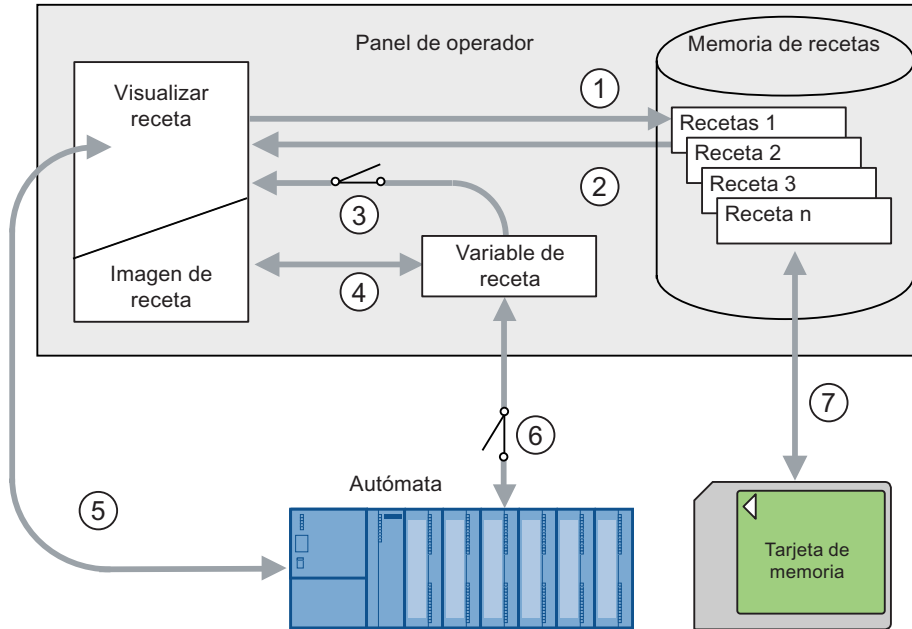 Panel de operador
Memoria de recetas
Visualizar
receta
1
Recetas 1
Receta 2
Receta 3
Receta n
2
3
Variable de
receta
Imagen de
receta
4
7
6
Autómata
5
Tarjeta de
memoria